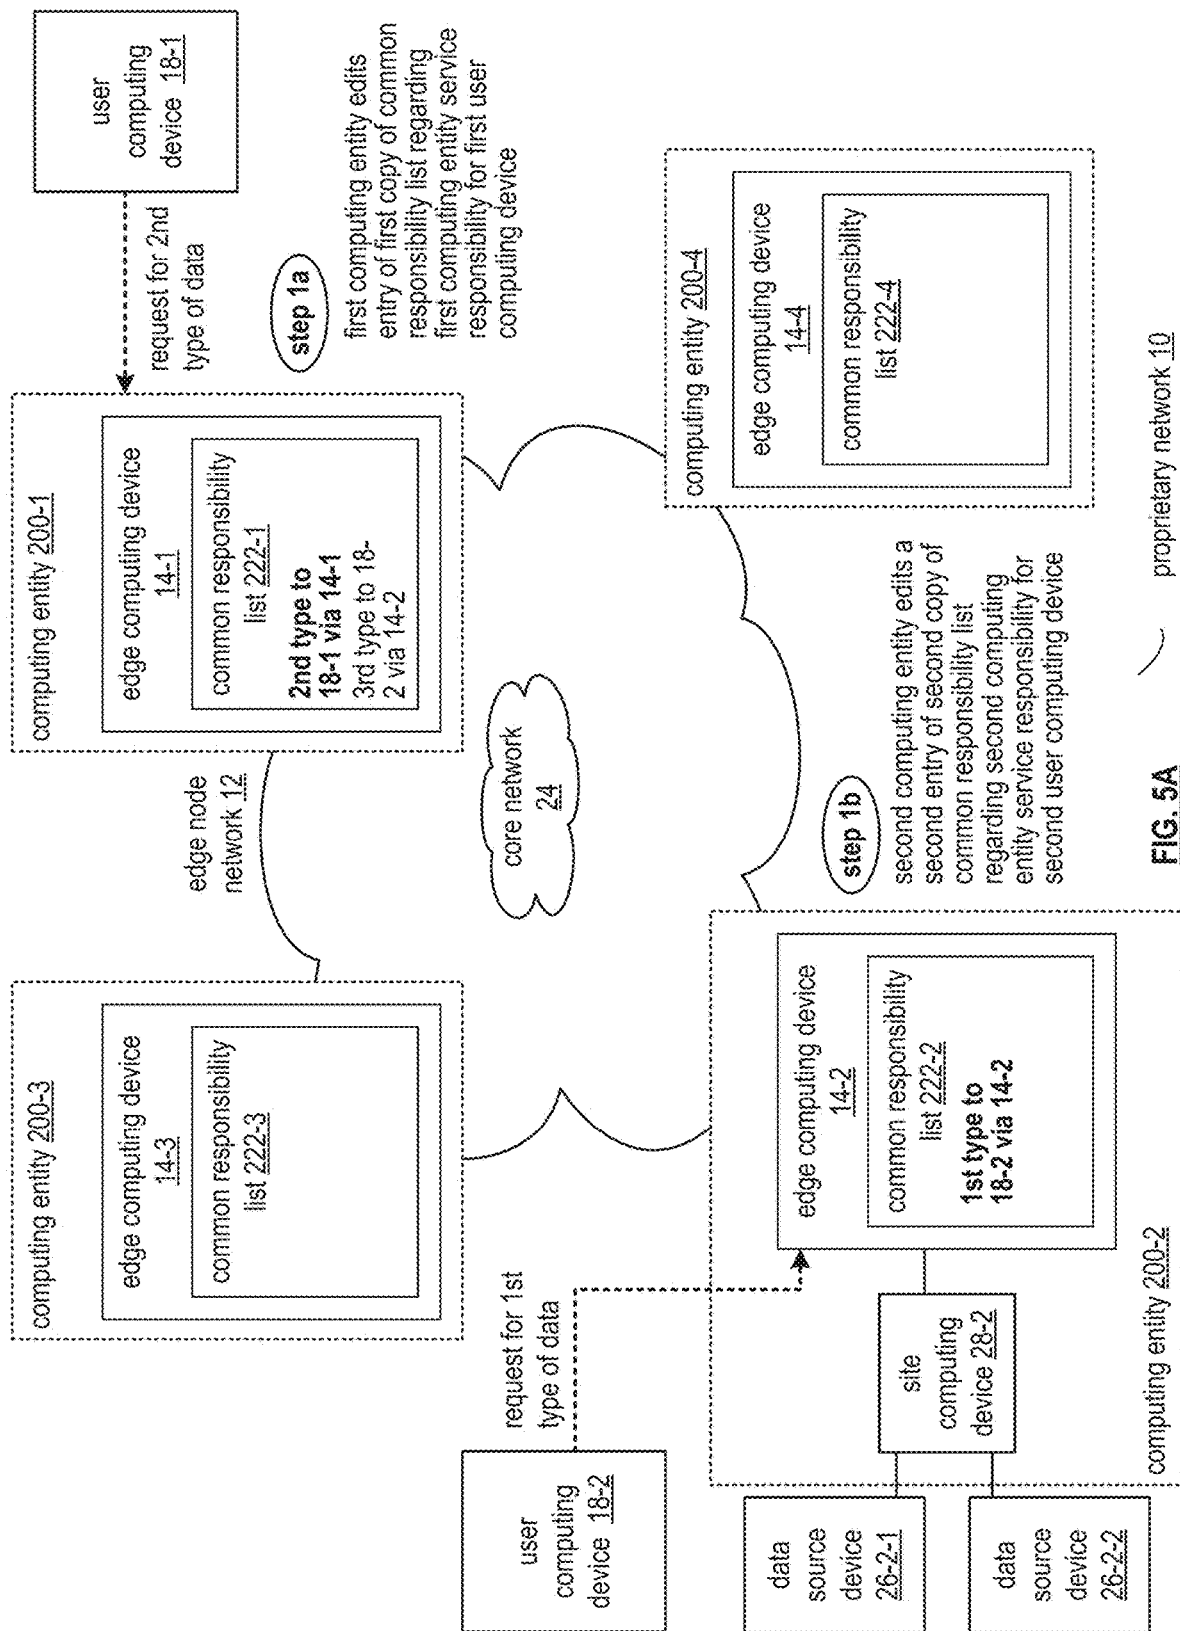 computing entity 200-3
edge computing device
14-3
common responsibility
list 222-3
edge node
network 12
computing entity 200-1
edge computing device
14-1
common responsibility
list 222-1
2nd type to
18-1 via 14-1
3rd type to 18-
2 via 14-2
request for 2nd
type of data
user
computing
device 18-1
step 1a
first computing entity edits
entry of first copy of common
responsibility list regarding
first computing entity service
responsibility for first user
computing device
core network
24
user
computing
device 18-2
request for 1st
type of data
data
source
device
26-2-1
data
source
device
26-2-2
site
computing
device 28-2
edge computing device
14-2
common responsibility
list 222-2
1st type to
18-2 via 14-2
computing entity 200-2
step 1b
second computing entity edits a
second entry of second copy of
common responsibility list
regarding second computing
entity service responsibility for
second user computing device
computing entity 200-4
edge computing device
14-4
common responsibility
list 222-4
proprietary network 10
FIG. 5A